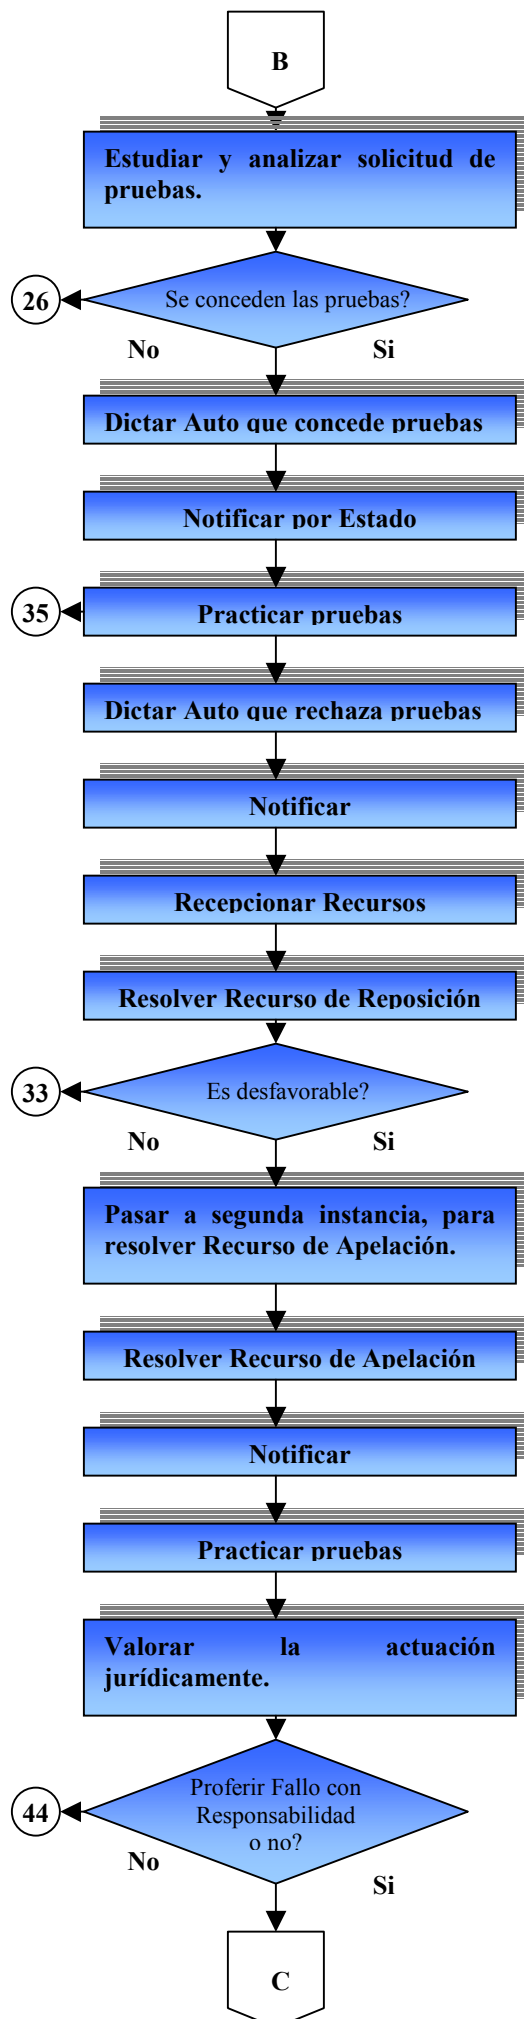 B
Estudiar y analizar solicitud de
pruebas.
26
Se conceden las pruebas?
No
Si
Dictar Auto que concede pruebas
Notificar por Estado
35
Practicar pruebas
Dictar Auto que rechaza pruebas
Notificar
Recepcionar Recursos
Resolver Recurso de Reposición
33
Es desfavorable?
No
Si
Pasar a segunda instancia, para
resolver Recurso de Apelación.
Resolver Recurso de Apelación
Notificar
Practicar pruebas
Valorar la actuación
jurídicamente.
Proferir Fallo con
44
Responsabilidad
o no?
No
Si
C